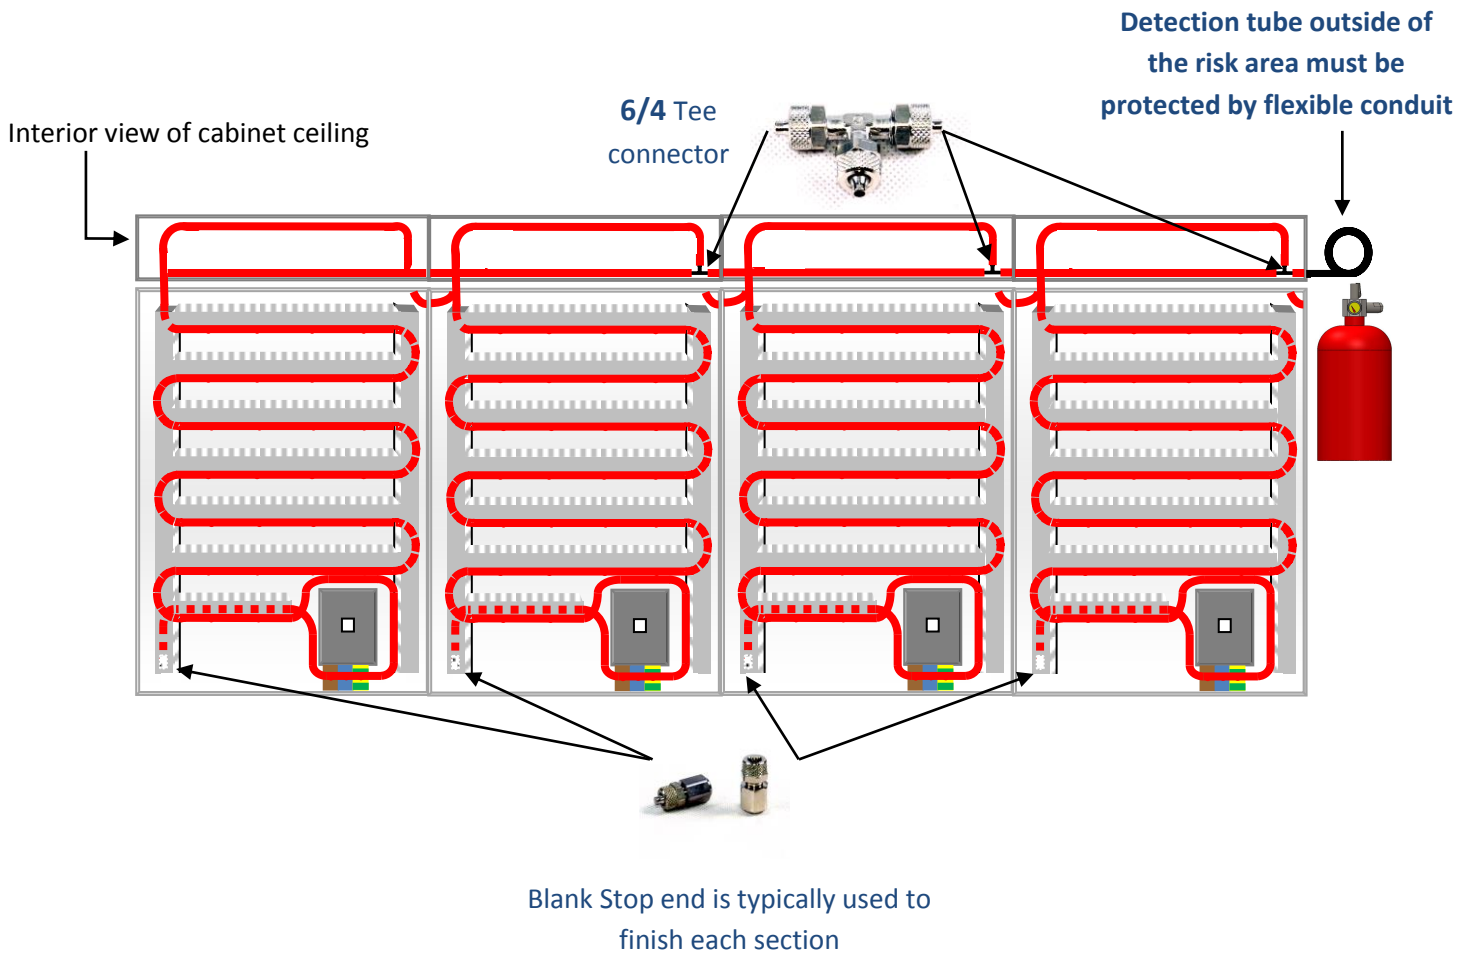 Detection tube outside of
the risk area must be
protected by flexible conduit
6/4 Tee
connector
Interior view of cabinet ceiling
Blank Stop end is typically used to
finish each section